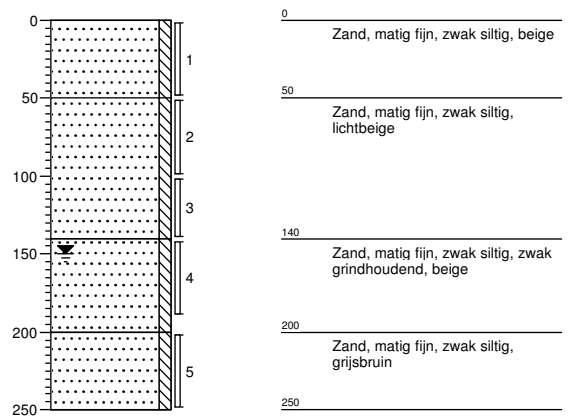 0
50
100
150
200
250
1
2
3
4
5
0
Zand, matig fijn, zwak siltig, beige
50
Zand, matig fijn, zwak siltig,
lichtbeige
140
Zand, matig fijn, zwak siltig, zwak
grindhoudend, beige
200
Zand, matig fijn, zwak siltig,
grijsbruin
250